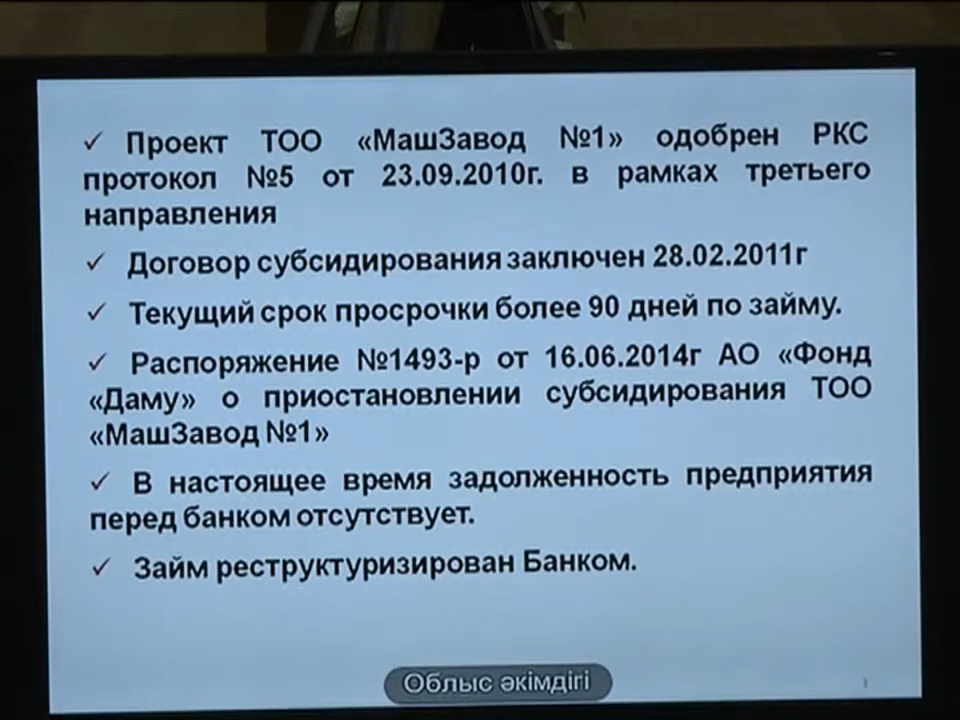 ✓ Проект ТОО «МашЗавод №1» одобрен РКС
протокол №5 от 23.09.2010г. в рамках третьего
направления
✓ Договор субсидирования заключен 28.02.2011г
✓ Текущий срок просрочки более 90 дней по займу.
✓ Распоряжение №1493-р от 16.06.2014г АО «Фонд
«Даму» о приостановлении субсидирования ТОО
«МашЗавод №1»
✓ В настоящее время задолженность предприятия
перед банком отсутствует.
✓ Займ реструктуризирован Банком.
Облыс әкімдігі